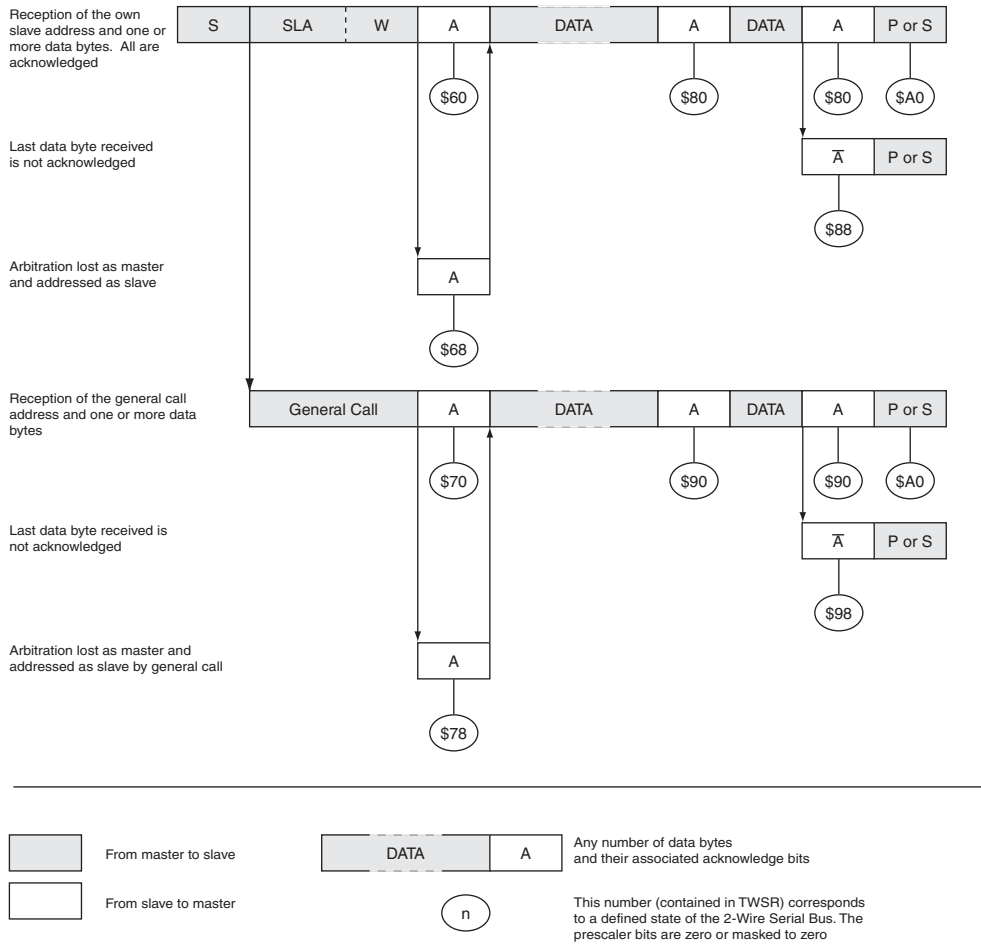 Reception of the own
slave address and one or
more data bytes. All are
acknowledged
S SLA W A DATA A DATA A P or S
$60 $80 $80 $A0
Last data byte received
is not acknowledged
A̅ P or S
$88
Arbitration lost as master
and addressed as slave
A
$68
Reception of the general call
address and one or more data
bytes
General Call A DATA A DATA A P or S
$70 $90 $90 $A0
Last data byte received is
not acknowledged
A̅ P or S
$98
Arbitration lost as master and
addressed as slave by general call
A
$78
From master to slave
DATA A
Any number of data bytes
and their associated acknowledge bits
From slave to master
n
This number (contained in TWSR) corresponds
to a defined state of the 2-Wire Serial Bus. The
prescaler bits are zero or masked to zero